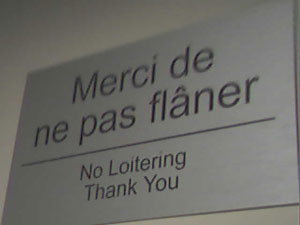 Merci de
ne pas flâner
No Loitering
Thank You